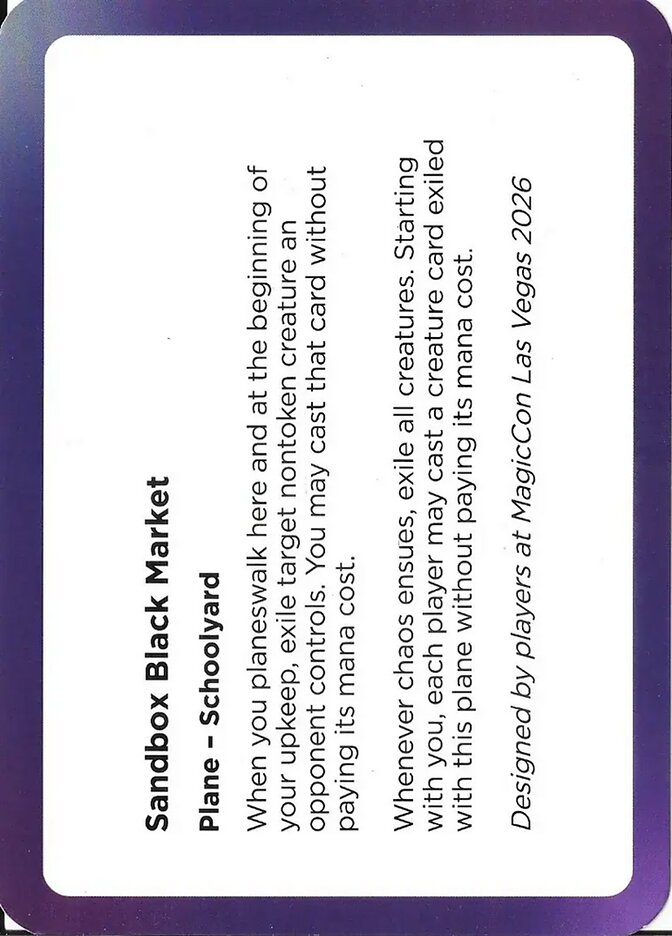 Sandbox Black Market
Plane – Schoolyard
When you planeswalk here and at the beginning of
your upkeep, exile target nontoken creature an
opponent controls. You may cast that card without
paying its mana cost.
Whenever chaos ensues, exile all creatures. Starting
with you, each player may cast a creature card exiled
with this plane without paying its mana cost.
Designed by players at MagicCon Las Vegas 2026